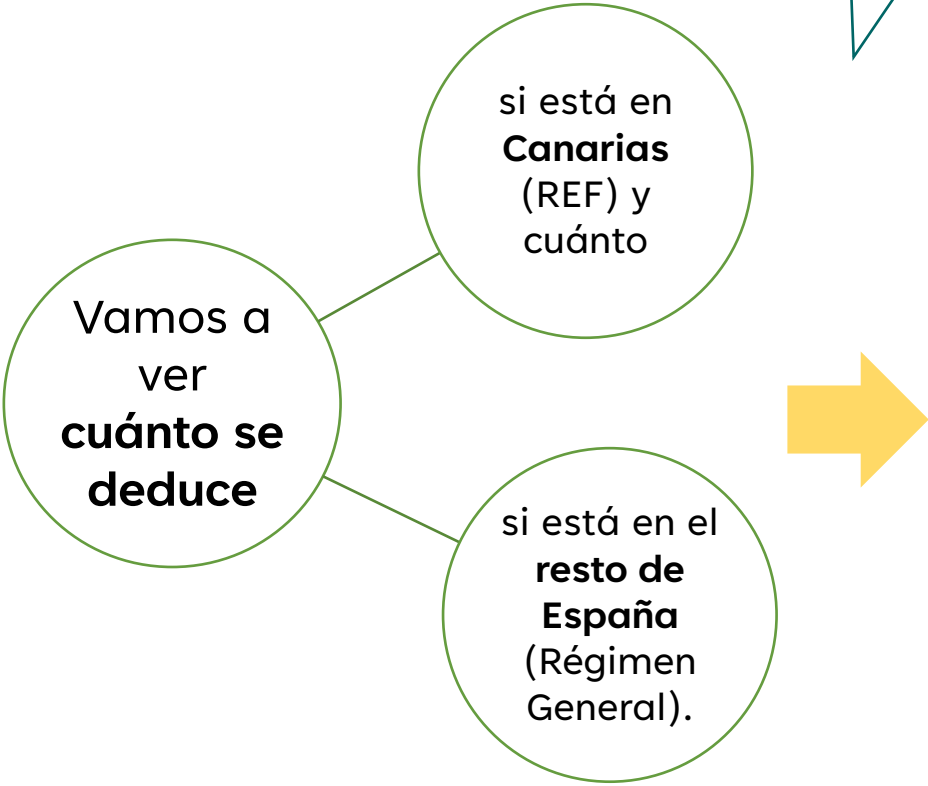 Vamos a
ver
cuánto se
deduce
si está en
Canarias
(REF) y
cuánto
si está en el
resto de
España
(Régimen
General).